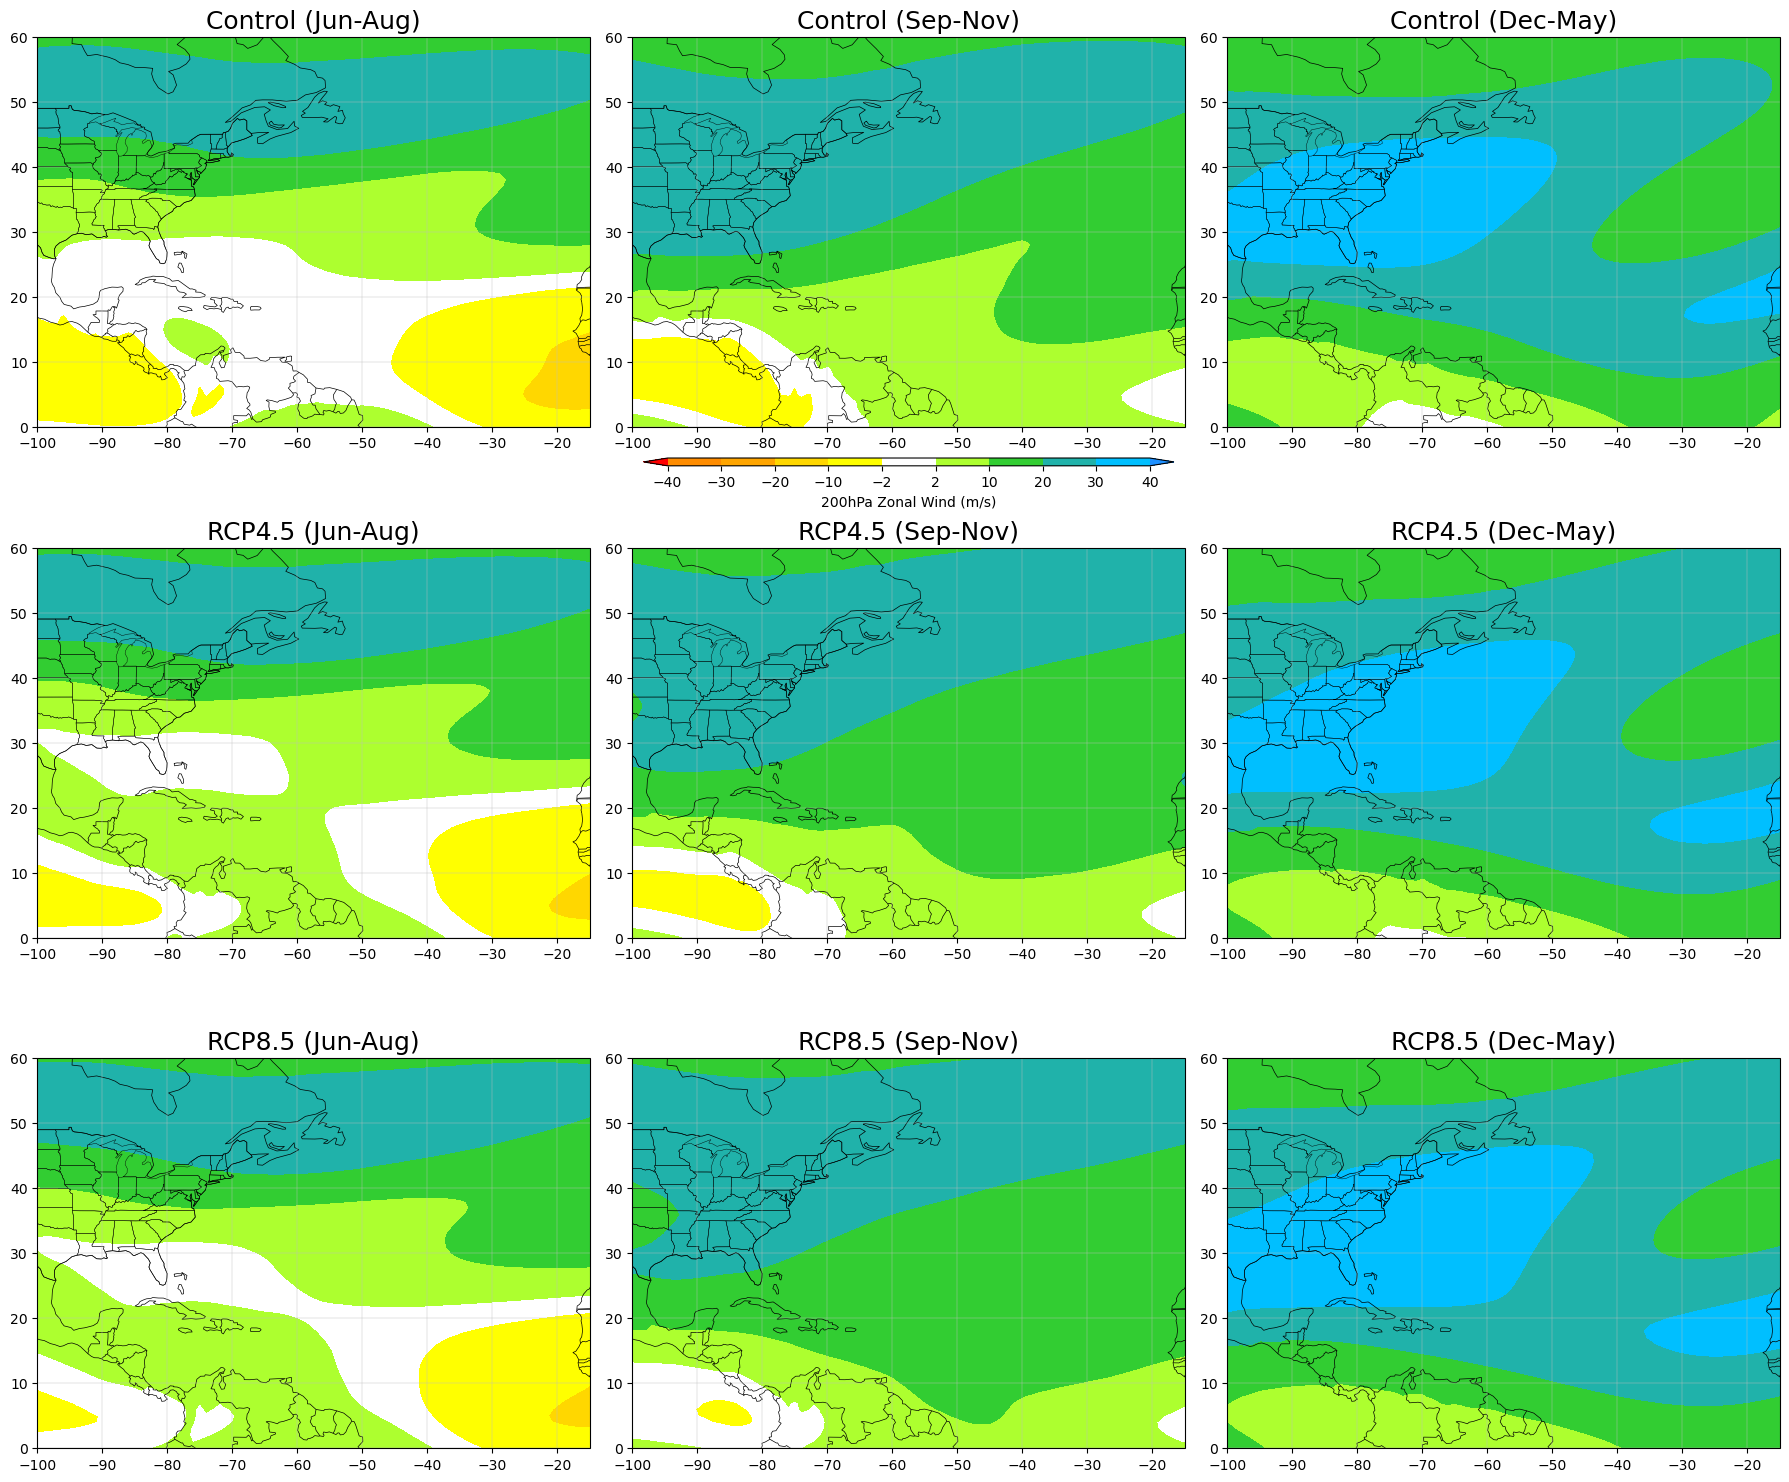 Control (Jun-Aug) Control (Sep-Nov) Control (Dec-May)
60 60 60
50 50 50
40 40 40
30 30 30
20 20 20
10 10 10
0 0 0
−100 −90 −80 −70 −60 −50 −40 −30 −20 −100 −90 −80 −70 −60 −50 −40 −30 −20 −100 −90 −80 −70 −60 −50 −40 −30 −20
−40 −30 −20 −10 −2 2 10 20 30 40
200hPa Zonal Wind (m/s)
RCP4.5 (Jun-Aug) RCP4.5 (Sep-Nov) RCP4.5 (Dec-May)
60 60 60
50 50 50
40 40 40
30 30 30
20 20 20
10 10 10
0 0 0
−100 −90 −80 −70 −60 −50 −40 −30 −20 −100 −90 −80 −70 −60 −50 −40 −30 −20 −100 −90 −80 −70 −60 −50 −40 −30 −20
RCP8.5 (Jun-Aug) RCP8.5 (Sep-Nov) RCP8.5 (Dec-May)
60 60 60
50 50 50
40 40 40
30 30 30
20 20 20
10 10 10
0 0 0
−100 −90 −80 −70 −60 −50 −40 −30 −20 −100 −90 −80 −70 −60 −50 −40 −30 −20 −100 −90 −80 −70 −60 −50 −40 −30 −20